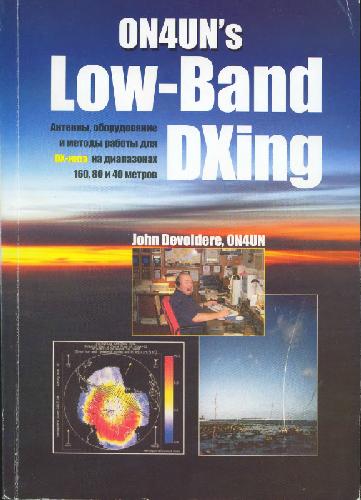 ON4UN's
Low-Band
DXing
Антенны, оборудование
и методы работы для
DX-инга на диапазонах
160, 80 и 40 метров
John Devoldere, ON4UN